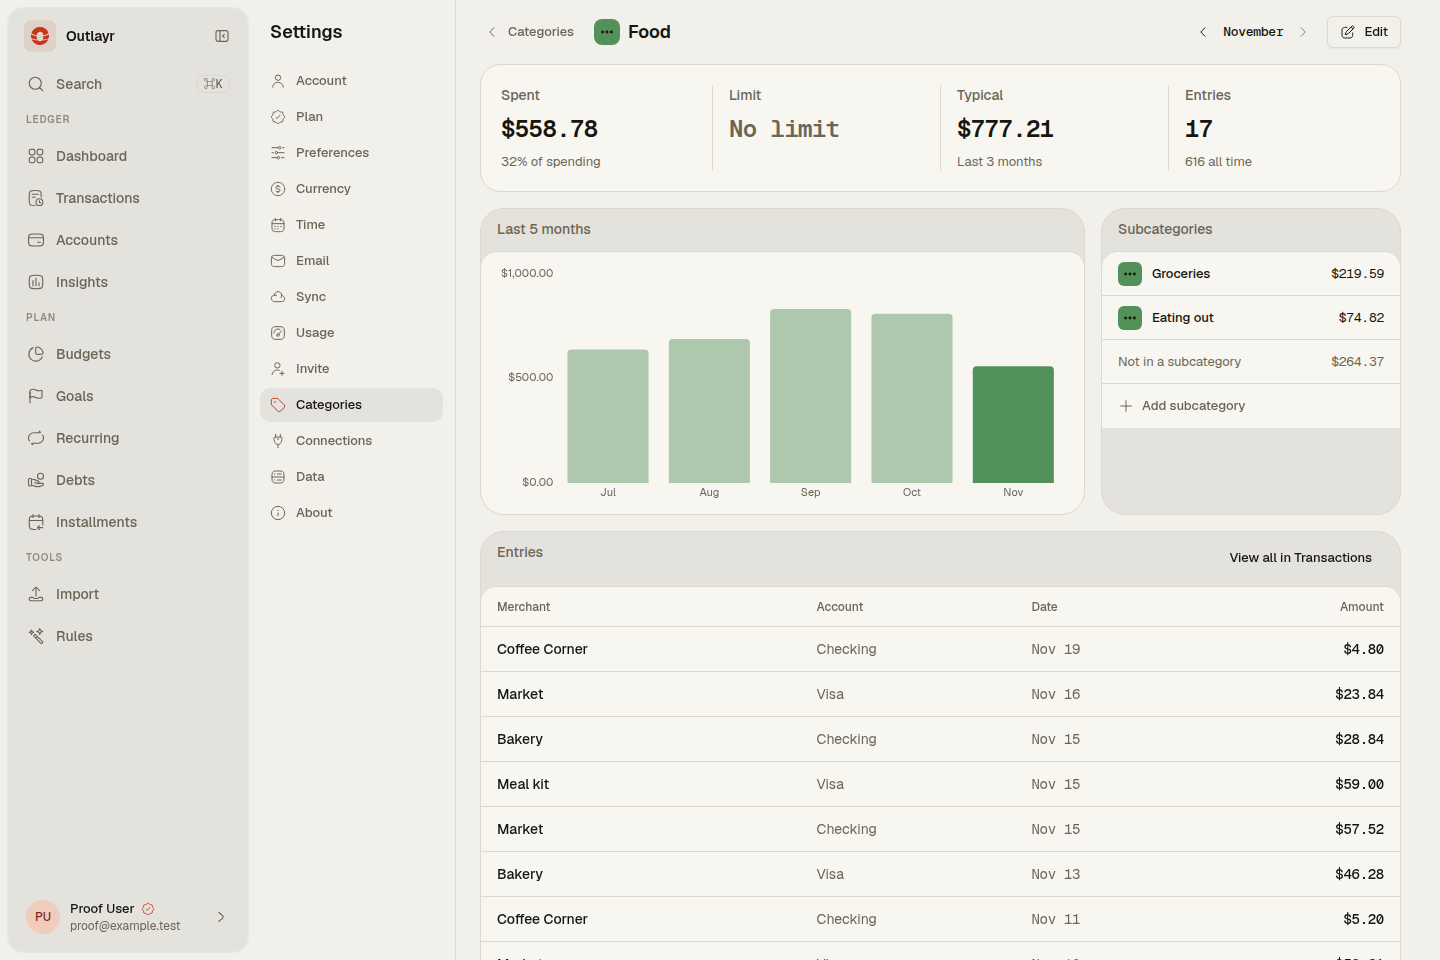 Outlayr
Search ⌘K
LEDGER
Dashboard
Transactions
Accounts
Insights
PLAN
Budgets
Goals
Recurring
Debts
Installments
TOOLS
Import
Rules
PU
Proof User
proof@example.test
Settings
Account
Plan
Preferences
Currency
Time
Email
Sync
Usage
Invite
Categories
Connections
Data
About
Categories
Food
November
Edit
Spent
$558.78
32% of spending
Limit
No limit
Typical
$777.21
Last 3 months
Entries
17
616 all time
Last 5 months
$1,000.00
$500.00
$0.00
Jul Aug Sep Oct Nov
Subcategories
Groceries $219.59
Eating out $74.82
Not in a subcategory $264.37
Add subcategory
Entries
View all in Transactions
Merchant Account Date Amount
Coffee Corner Checking Nov 19 $4.80
Market Visa Nov 16 $23.84
Bakery Checking Nov 15 $28.84
Meal kit Visa Nov 15 $59.00
Market Checking Nov 15 $57.52
Bakery Visa Nov 13 $46.28
Coffee Corner Checking Nov 11 $5.20